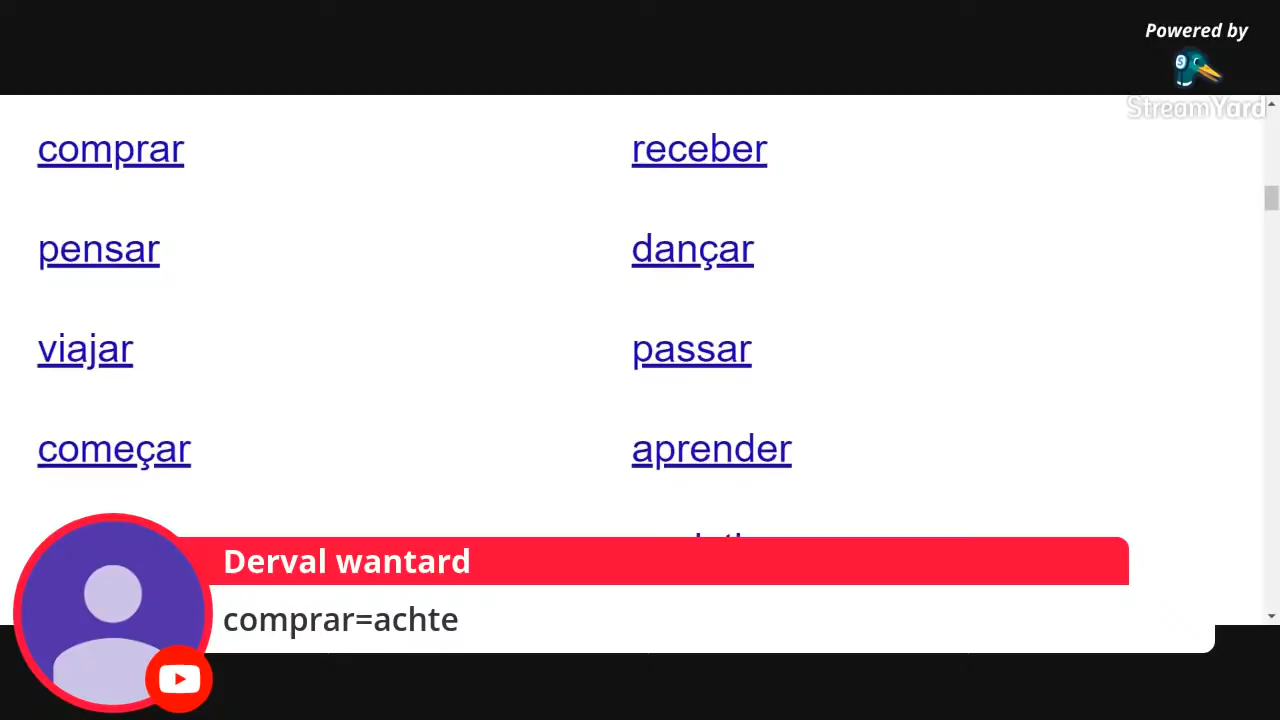 Powered by
StreamYard
comprar
receber
pensar
dançar
viajar
passar
começar
aprender
Derval wantard
comprar=achte